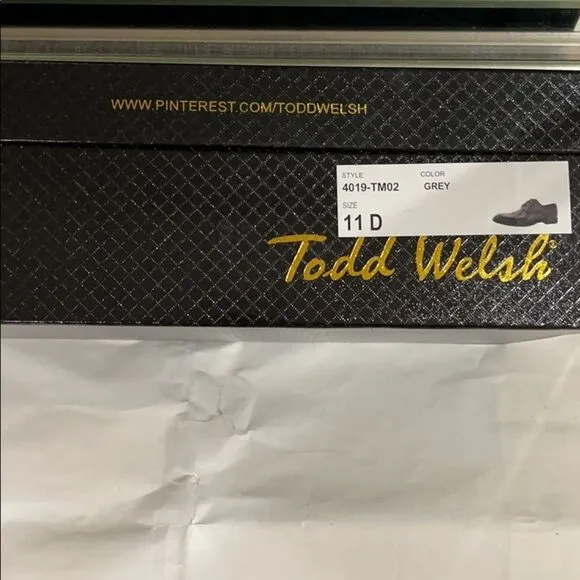 WWW.PINTEREST.COM/TODDWELSH
STYLE COLOR
4019-TM02 GREY
SIZE
11 D
Todd Welsh®